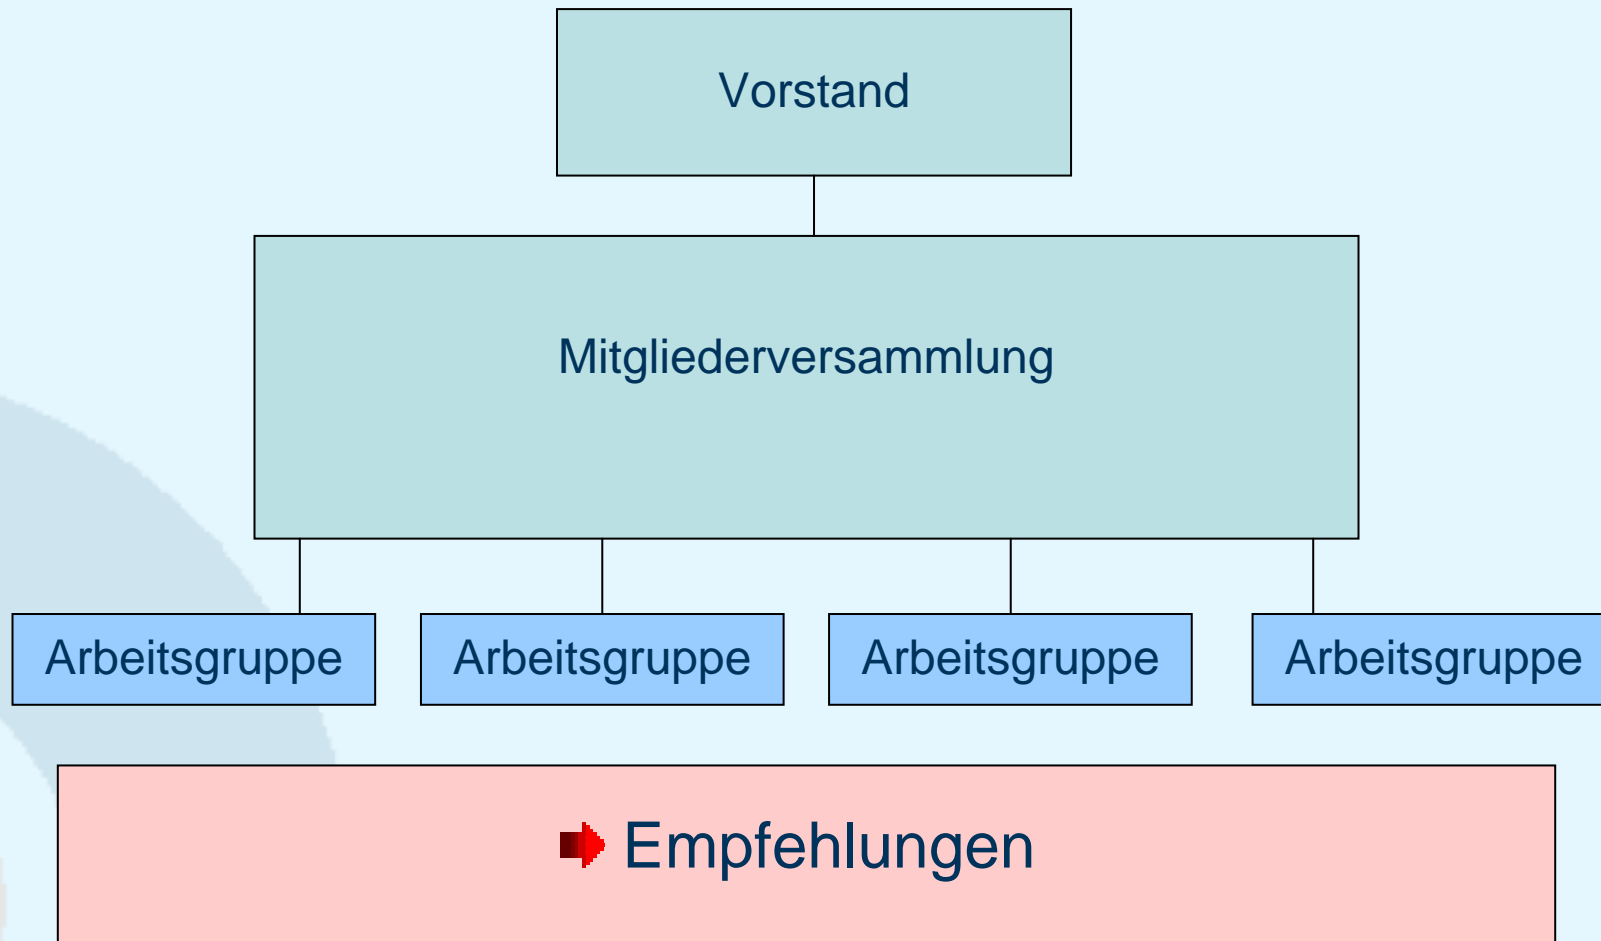 Vorstand
Mitgliederversammlung
Arbeitsgruppe Arbeitsgruppe Arbeitsgruppe Arbeitsgruppe
Empfehlungen